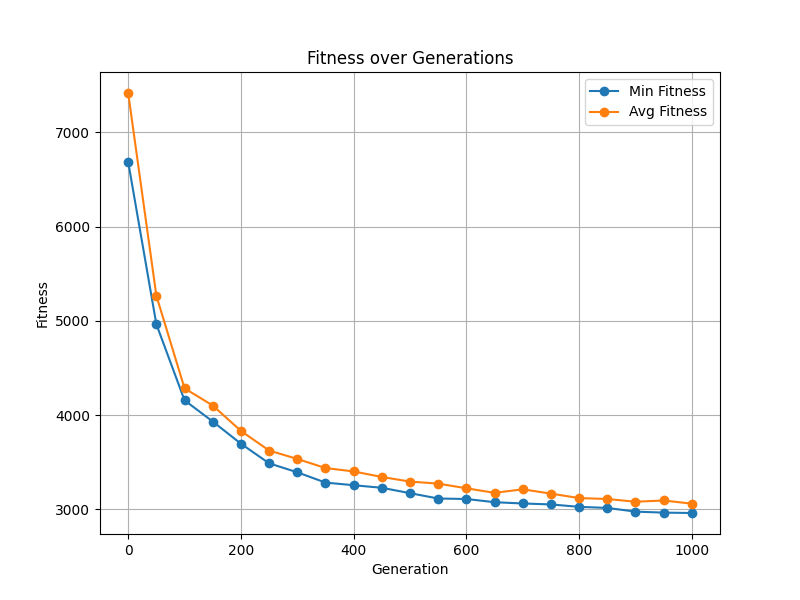 Fitness over Generations
Min Fitness
Avg Fitness
7000
6000
5000
4000
3000
Fitness
0 200 400 600 800 1000
Generation